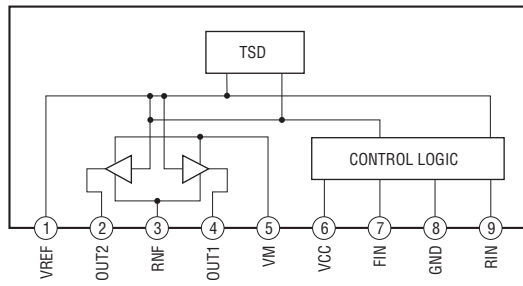 TSD
CONTROL LOGIC
1 2 3 4 5 6 7 8 9
VREF OUT2 RNF OUT1 VM VCC FIN GND RIN